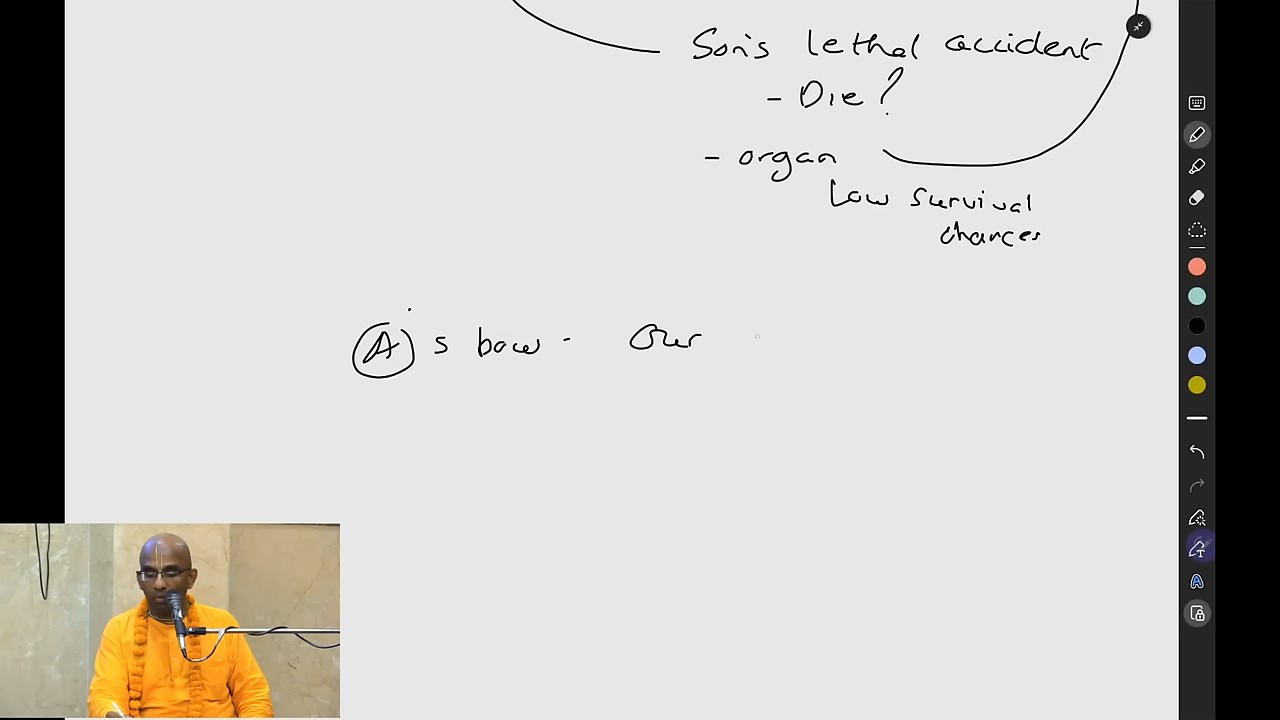 Son's lethal accident
- Die?
- organ
Low survival
chances
A s bow - Our